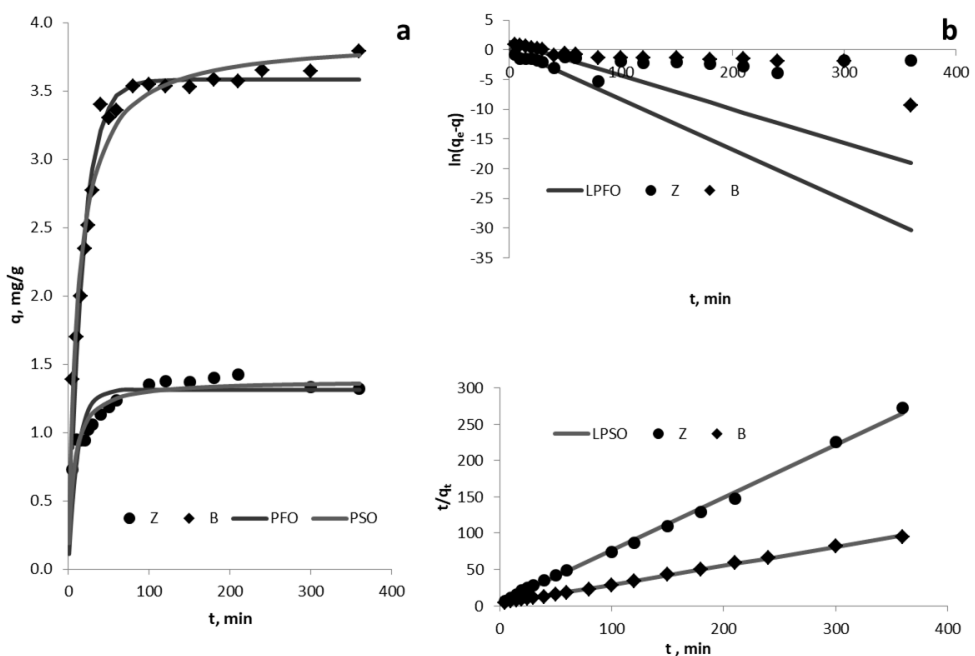 a
4.0
3.5
3.0
2.5
2.0
1.5
1.0
0.5
0.0
q, mg/g
Z B PFO PSO
0 100 200 300 400
t, min
b
5
0
-5
-10
-15
-20
-25
-30
-35
ln(qₑ-q)
0 100 200 300 400
LPFO Z B
t, min
300
250
200
150
100
50
0
t/qₜ
LPSO Z B
0 100 200 300 400
t , min